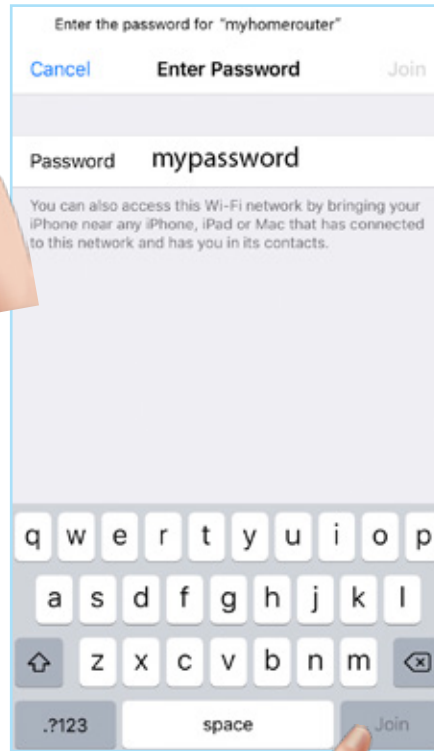 Enter the password for "myhomerouter"
Cancel Enter Password Join
Password mypassword
You can also access this Wi-Fi network by bringing your
iPhone near any iPhone, iPad or Mac that has connected
to this network and has you in its contacts.
q w e r t y u i o p
a s d f g h j k l
z x c v b n m
.?123 space Join